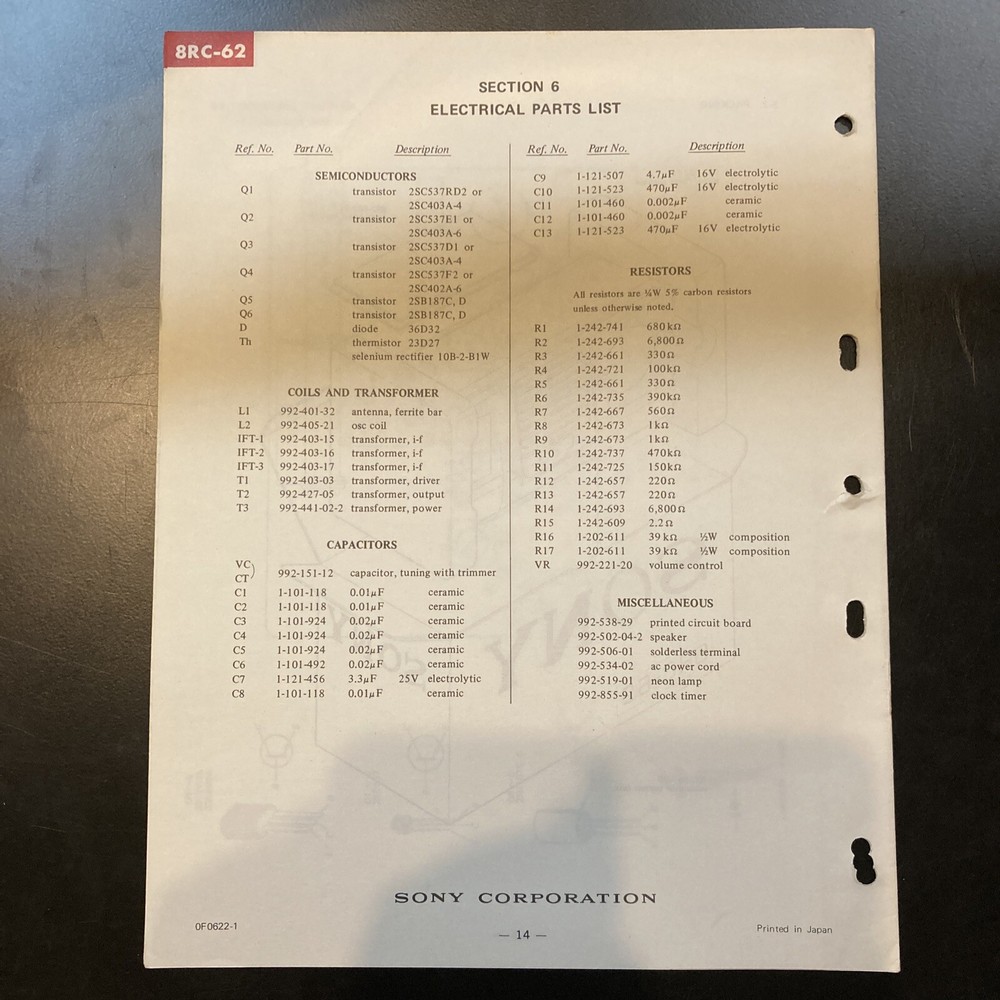 8RC-62
SECTION 6
ELECTRICAL PARTS LIST
Ref. No. Part No. Description
SEMICONDUCTORS
Q1 transistor 2SC537RD2 or
2SC403A-4
Q2 transistor 2SC537E1 or
2SC403A-6
Q3 transistor 2SC537D1 or
2SC403A-4
Q4 transistor 2SC537F2 or
2SC402A-6
Q5 transistor 2SB187C, D
Q6 transistor 2SB187C, D
D diode 36D32
Th thermistor 23D27
selenium rectifier 10B-2-B1W
COILS AND TRANSFORMER
L1 992-401-32 antenna, ferrite bar
L2 992-405-21 osc coil
IFT-1 992-403-15 transformer, i-f
IFT-2 992-403-16 transformer, i-f
IFT-3 992-403-17 transformer, i-f
T1 992-403-03 transformer, driver
T2 992-427-05 transformer, output
T3 992-441-02-2 transformer, power
CAPACITORS
VC
CT) 992-151-12 capacitor, tuning with trimmer
C1 1-101-118 0.01µF ceramic
C2 1-101-118 0.01µF ceramic
C3 1-101-924 0.02µF ceramic
C4 1-101-924 0.02µF ceramic
C5 1-101-924 0.02µF ceramic
C6 1-101-492 0.02µF ceramic
C7 1-121-456 3.3µF 25V electrolytic
C8 1-101-118 0.01µF ceramic
Ref. No. Part No. Description
C9 1-121-507 4.7µF 16V electrolytic
C10 1-121-523 470µF 16V electrolytic
C11 1-101-460 0.002µF ceramic
C12 1-101-460 0.002µF ceramic
C13 1-121-523 470µF 16V electrolytic
RESISTORS
All resistors are ¼W 5% carbon resistors
unless otherwise noted.
R1 1-242-741 680kΩ
R2 1-242-693 6,800Ω
R3 1-242-661 330Ω
R4 1-242-721 100kΩ
R5 1-242-661 330Ω
R6 1-242-735 390kΩ
R7 1-242-667 560Ω
R8 1-242-673 1kΩ
R9 1-242-673 1kΩ
R10 1-242-737 470kΩ
R11 1-242-725 150kΩ
R12 1-242-657 220Ω
R13 1-242-657 220Ω
R14 1-242-693 6,800Ω
R15 1-242-609 2.2Ω
R16 1-202-611 39kΩ ½W composition
R17 1-202-611 39kΩ ½W composition
VR 992-221-20 volume control
MISCELLANEOUS
992-538-29 printed circuit board
992-502-04-2 speaker
992-506-01 solderless terminal
992-534-02 ac power cord
992-519-01 neon lamp
992-855-91 clock timer
SONY CORPORATION
0F0622-1
— 14 —
Printed in Japan